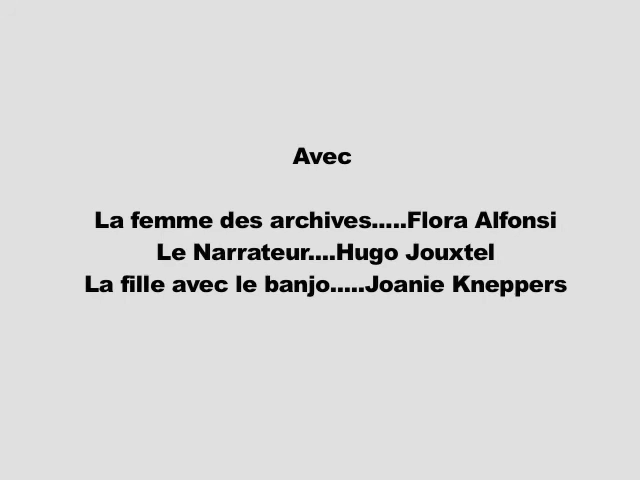 Avec
La femme des archives.....Flora Alfonsi
Le Narrateur....Hugo Jouxtel
La fille avec le banjo.....Joanie Kneppers